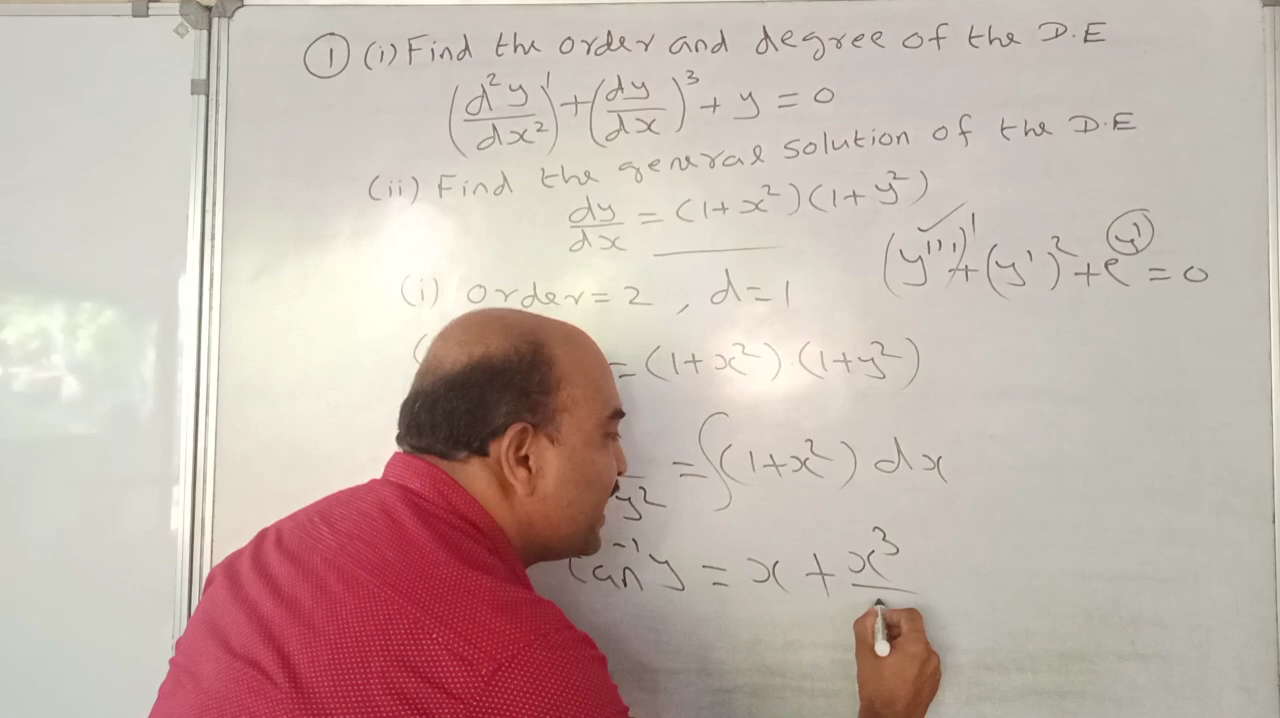 ① (i) Find the order and degree of the D.E
(d²y/dx²)¹ + (dy/dx)³ + y = 0
(ii) Find the general solution of the D.E
dy/dx = (1+x²)(1+y²)
(y''')¹ + (y')² + e^(y') = 0
(i) order = 2, d = 1
= (1+x²).(1+y²)
y² = ∫(1+x²) dx
tan⁻¹y = x + x³